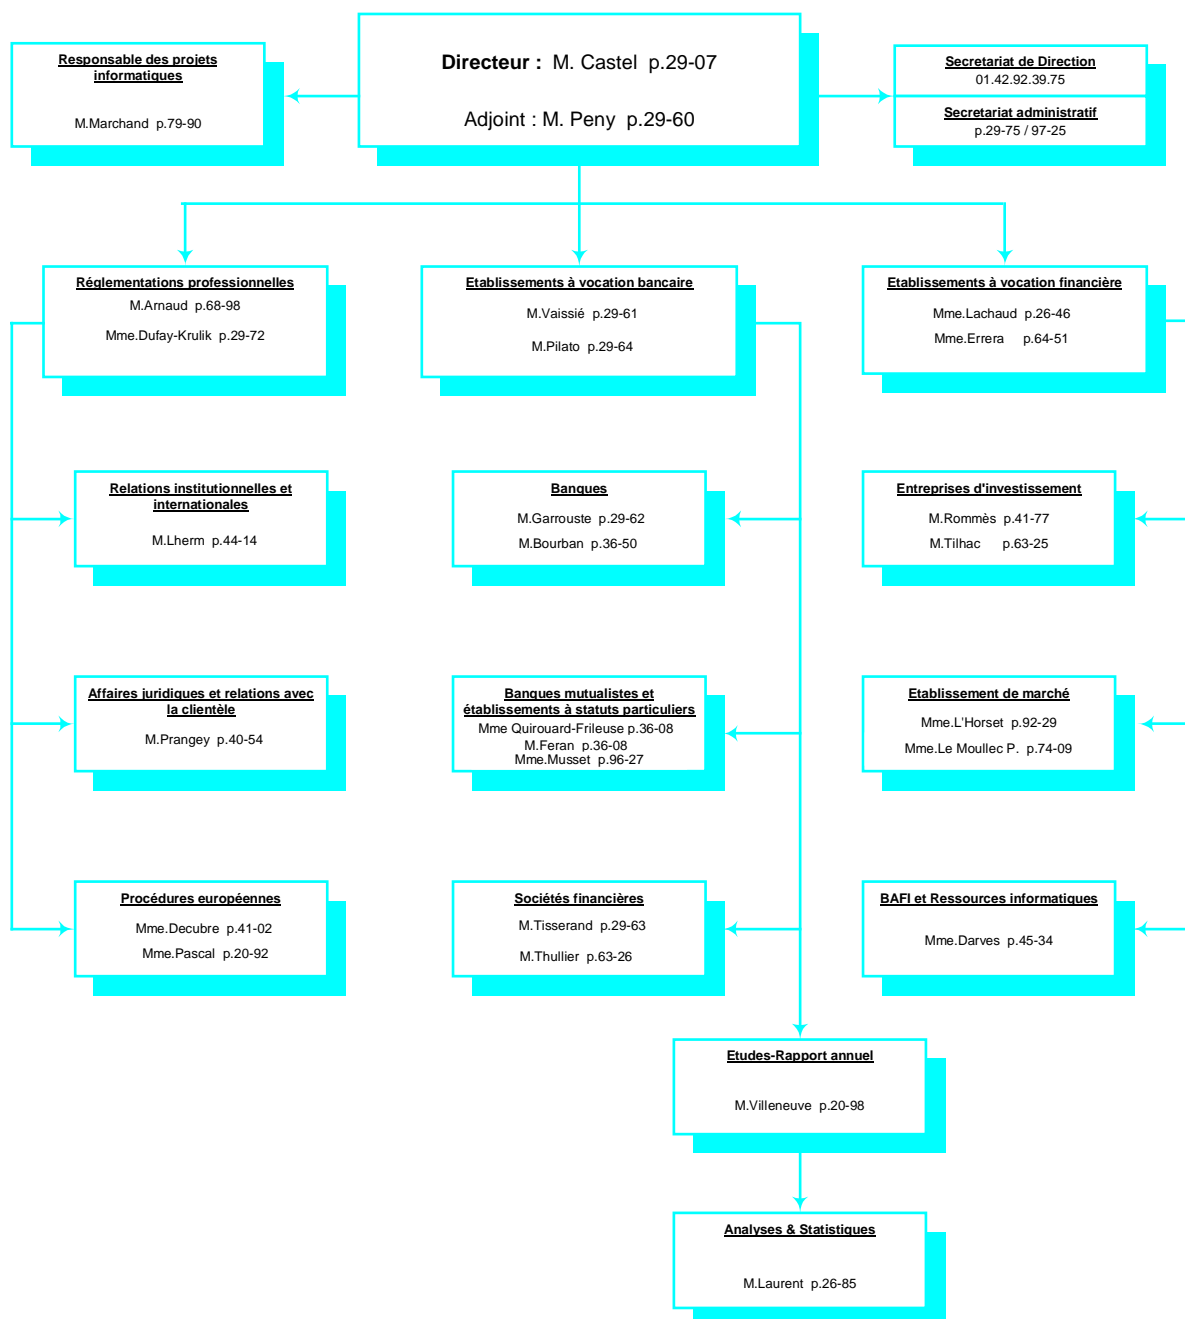 Responsable des projets
informatiques
M.Marchand p.79-90
Directeur : M. Castel p.29-07
Adjoint : M. Peny p.29-60
Secretariat de Direction
01.42.92.39.75
Secretariat administratif
p.29-75 / 97-25
Réglementations professionnelles
M.Arnaud p.68-98
Mme.Dufay-Krulik p.29-72
Etablissements à vocation bancaire
M.Vaissié p.29-61
M.Pilato p.29-64
Etablissements à vocation financière
Mme.Lachaud p.26-46
Mme.Errera p.64-51
Relations institutionnelles et
internationales
M.Lherm p.44-14
Banques
M.Garrouste p.29-62
M.Bourban p.36-50
Entreprises d'investissement
M.Rommès p.41-77
M.Tilhac p.63-25
Affaires juridiques et relations avec
la clientèle
M.Prangey p.40-54
Banques mutualistes et
établissements à statuts particuliers
Mme Quirouard-Frileuse p.36-08
M.Feran p.36-08
Mme.Musset p.96-27
Etablissement de marché
Mme.L'Horset p.92-29
Mme.Le Moullec P. p.74-09
Procédures européennes
Mme.Decubre p.41-02
Mme.Pascal p.20-92
Sociétés financières
M.Tisserand p.29-63
M.Thullier p.63-26
BAFI et Ressources informatiques
Mme.Darves p.45-34
Etudes-Rapport annuel
M.Villeneuve p.20-98
Analyses & Statistiques
M.Laurent p.26-85